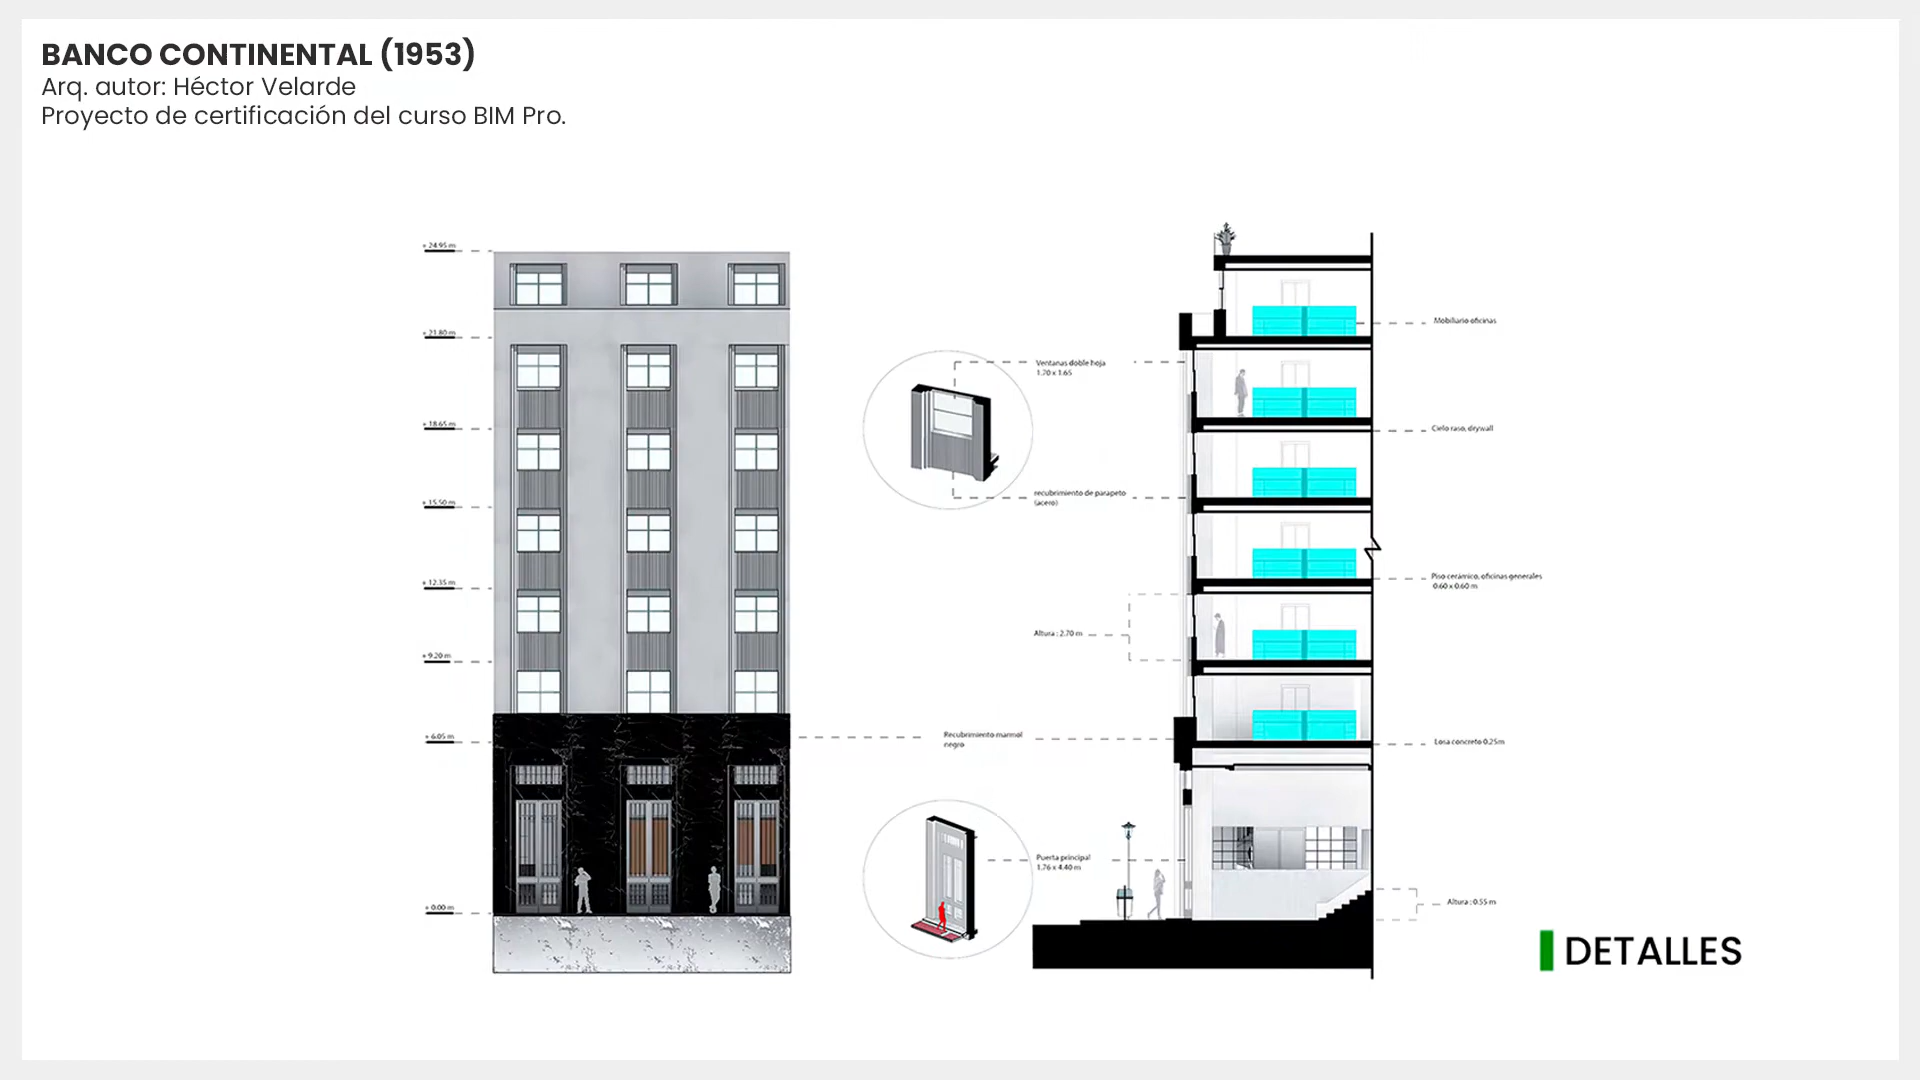 BANCO CONTINENTAL (1953)
Arq. autor: Héctor Velarde
Proyecto de certificación del curso BIM Pro.
+ 24.95 m
+ 21.80 m
+ 18.65 m
+ 15.50 m
+ 12.35 m
+ 9.20 m
+ 6.05 m
+ 0.00 m
Ventanas doble hoja
1.70 x 1.65
recubrimiento de parapeto
(acero)
Altura : 2.70 m
Recubrimiento marmol
negro
Puerta principal
1.76 x 4.40 m
Mobiliario oficinas
Cielo raso, drywall
Piso cerámico, oficinas generales
0.60 x 0.60 m
Losa concreto 0.25m
Altura : 0.55 m
DETALLES